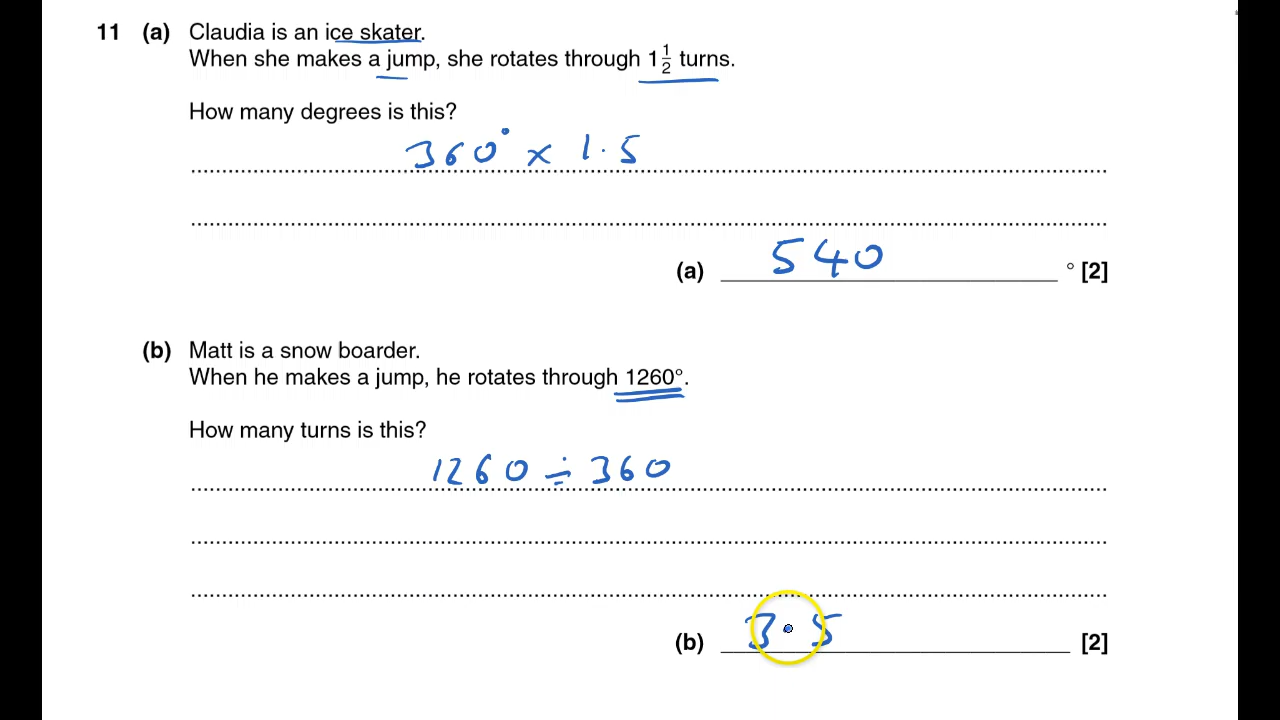 11 (a) Claudia is an ice skater.
When she makes a jump, she rotates through 1 1/2 turns.
How many degrees is this?
360° × 1·5
(a) 540 ° [2]
(b) Matt is a snow boarder.
When he makes a jump, he rotates through 1260°.
How many turns is this?
1260 ÷ 360
(b) 3·5 [2]